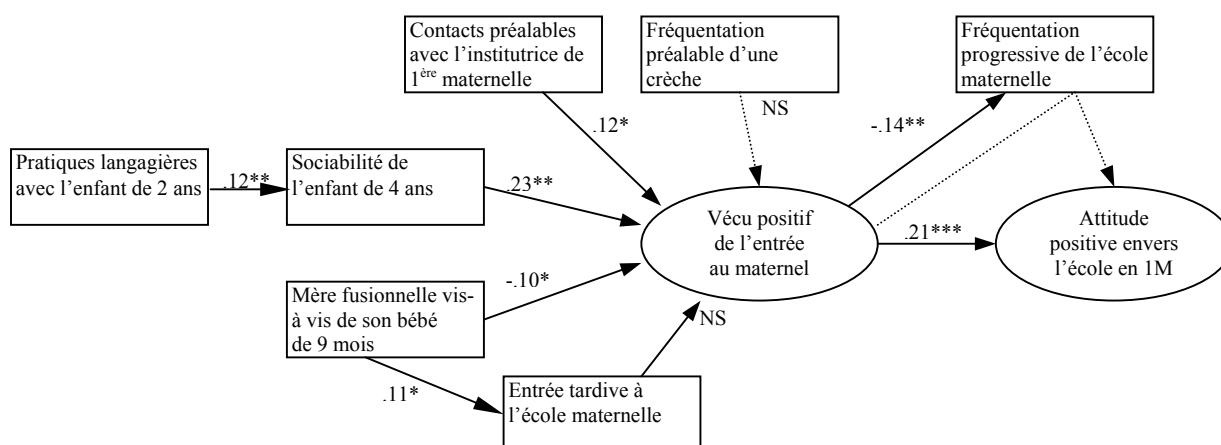 Contacts préalables
avec l’institutrice de
1ère maternelle
Fréquentation
préalable d’une
crèche
Fréquentation
progressive de l’école
maternelle
NS
.12*
-.14**
Pratiques langagières
avec l’enfant de 2 ans
.12**
Sociabilité de
l’enfant de 4 ans
.23**
Vécu positif
de l’entrée
au maternel
.21***
Attitude
positive envers
l’école en 1M
-.10*
Mère fusionnelle vis-
à vis de son bébé
de 9 mois
NS
.11*
Entrée tardive à
l’école maternelle